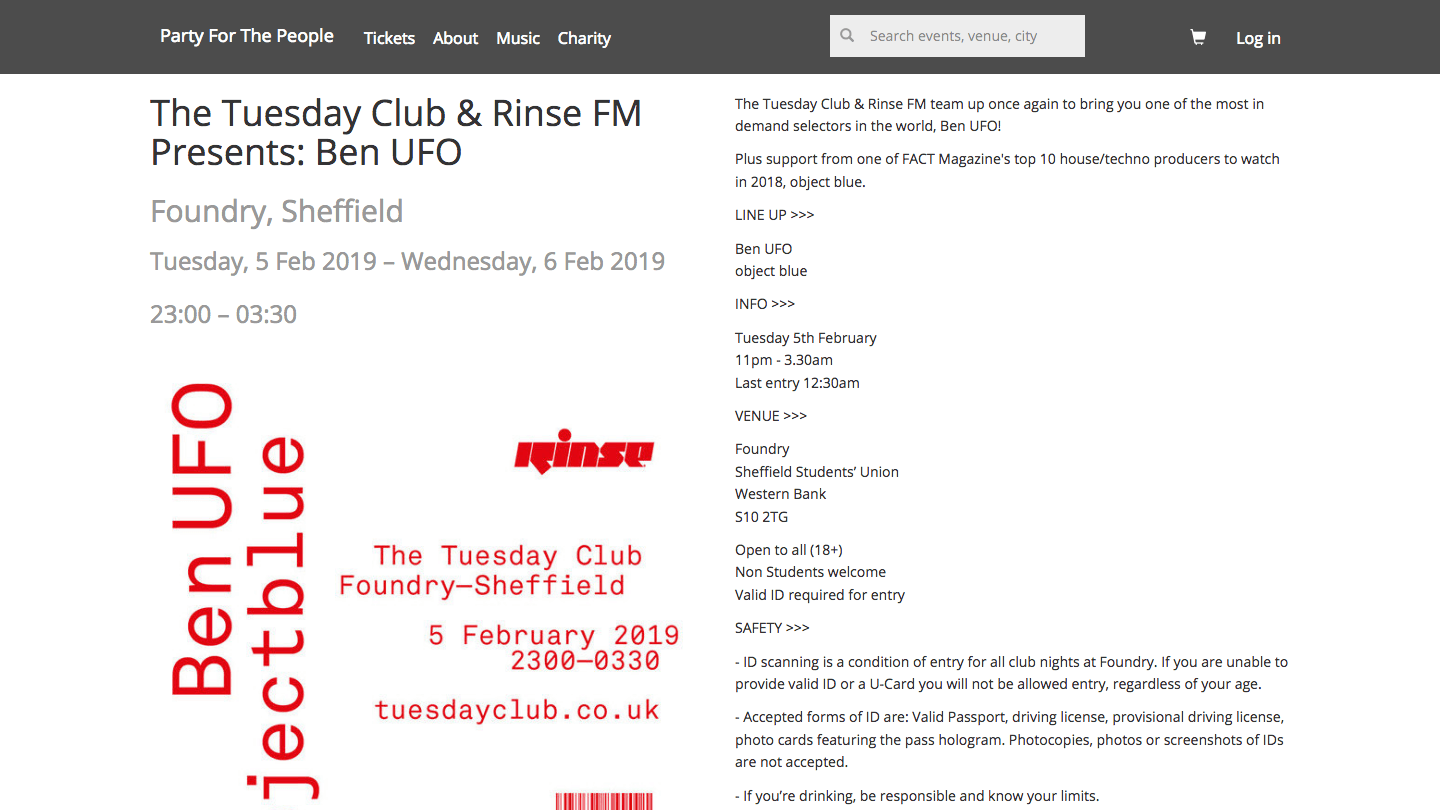 Party For The People
Tickets
About
Music
Charity
Search events, venue, city
Log in
The Tuesday Club & Rinse FM
Presents: Ben UFO
Foundry, Sheffield
Tuesday, 5 Feb 2019 – Wednesday, 6 Feb 2019
23:00 – 03:30
Ben UFO
jectblue
rinse
The Tuesday Club
Foundry—Sheffield
5 February 2019
2300—0330
tuesdayclub.co.uk
The Tuesday Club & Rinse FM team up once again to bring you one of the most in
demand selectors in the world, Ben UFO!
Plus support from one of FACT Magazine's top 10 house/techno producers to watch
in 2018, object blue.
LINE UP >>>
Ben UFO
object blue
INFO >>>
Tuesday 5th February
11pm - 3.30am
Last entry 12:30am
VENUE >>>
Foundry
Sheffield Students’ Union
Western Bank
S10 2TG
Open to all (18+)
Non Students welcome
Valid ID required for entry
SAFETY >>>
- ID scanning is a condition of entry for all club nights at Foundry. If you are unable to
provide valid ID or a U-Card you will not be allowed entry, regardless of your age.
- Accepted forms of ID are: Valid Passport, driving license, provisional driving license,
photo cards featuring the pass hologram. Photocopies, photos or screenshots of IDs
are not accepted.
- If you’re drinking, be responsible and know your limits.